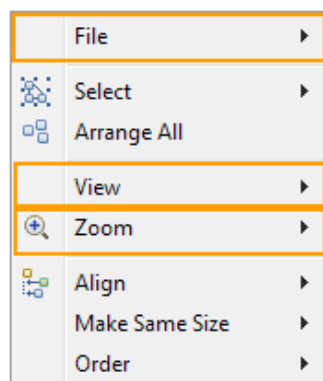 File
Select
Arrange All
View
Zoom
Align
Make Same Size
Order